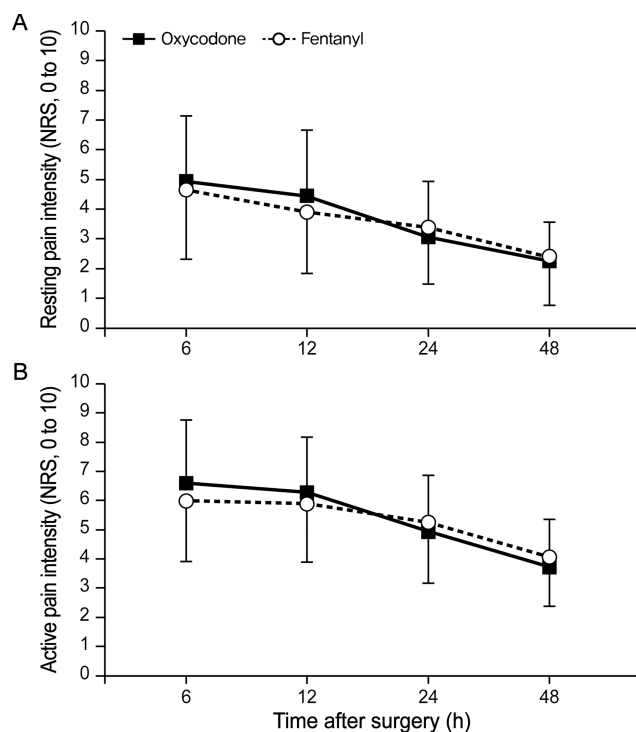 A
Oxycodone Fentanyl
Resting pain intensity (NRS, 0 to 10)
10
9
8
7
6
5
4
3
2
1
0
6 12 24 48
B
Active pain intensity (NRS, 0 to 10)
10
9
8
7
6
5
4
3
2
1
0
6 12 24 48
Time after surgery (h)